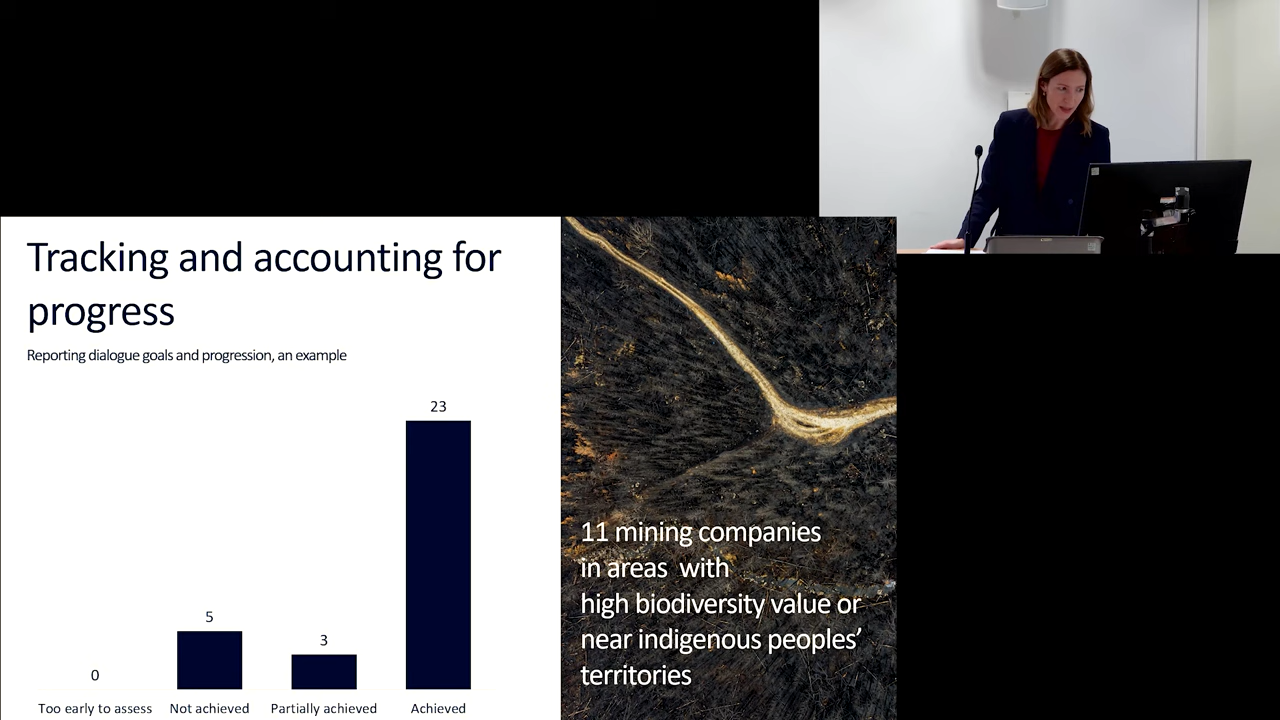 Tracking and accounting for
progress
Reporting dialogue goals and progression, an example
23
5
3
0
Too early to assess
Not achieved
Partially achieved
Achieved
11 mining companies
in areas with
high biodiversity value or
near indigenous peoples’
territories